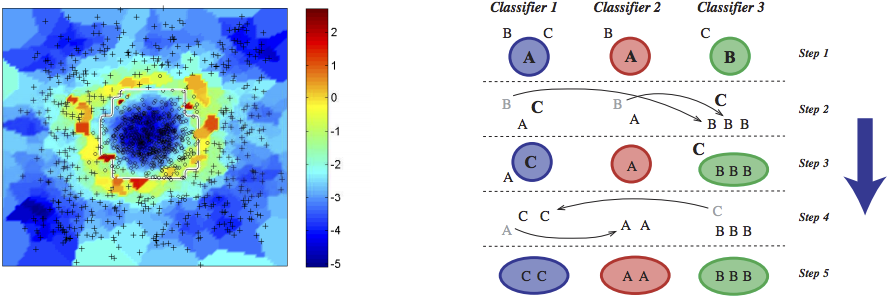 2
1
0
-1
-2
-3
-4
-5
Classifier 1 Classifier 2 Classifier 3
B C B C
A A B Step 1
B C B C Step 2
A A B B B
C
C A B B B Step 3
A
C C C Step 4
A A A B B B
C C A A B B B Step 5